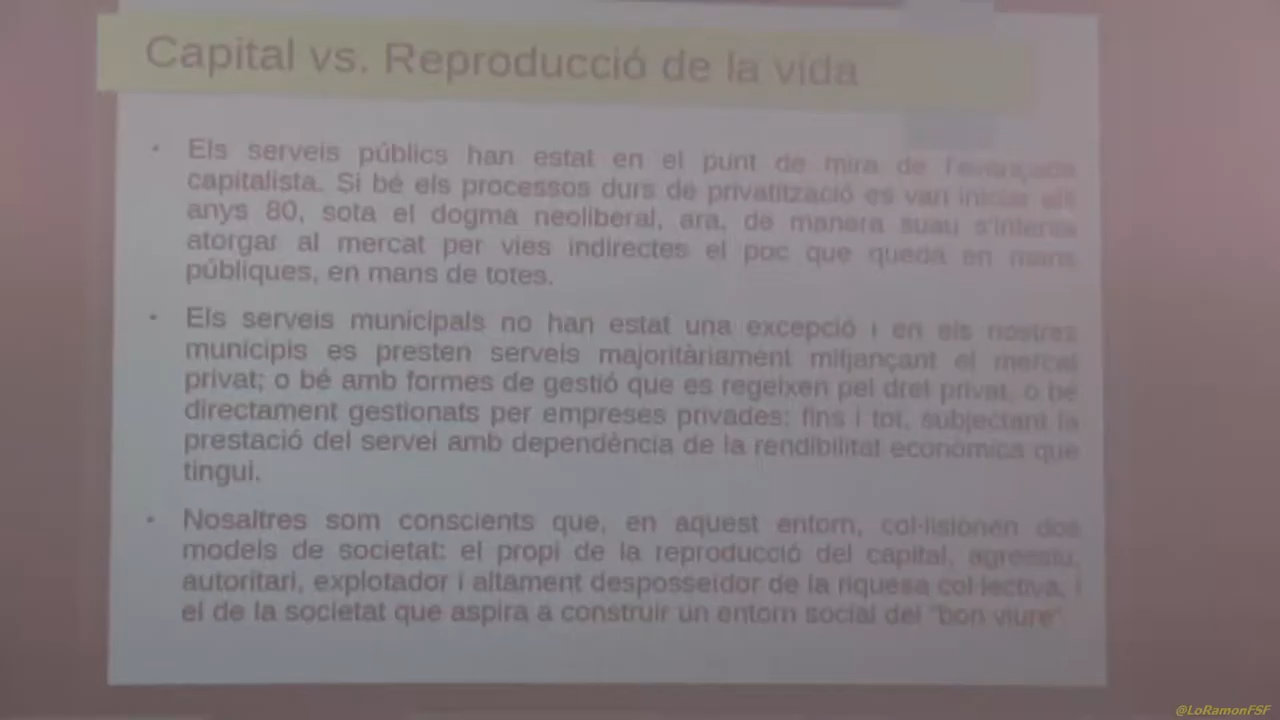 Capital vs. Reproducció de la vida
• Els serveis públics han estat en el punt de mira de l'avançada
capitalista. Si bé els processos durs de privatització es van iniciar els
anys 80, sota el dogma neoliberal, ara, de manera suau s'intenta
atorgar al mercat per vies indirectes el poc que queda en mans
públiques, en mans de totes.
• Els serveis municipals no han estat una excepció i en els nostres
municipis es presten serveis majoritàriament mitjançant el mercat
privat; o bé amb formes de gestió que es regeixen pel dret privat, o bé
directament gestionats per empreses privades; fins i tot, subjectant la
prestació del servei amb dependència de la rendibilitat econòmica que
tingui.
• Nosaltres som conscients que, en aquest entorn, col·lisionen dos
models de societat: el propi de la reproducció del capital, agressiu,
autoritari, explotador i altament desposseïdor de la riquesa col·lectiva, i
el de la societat que aspira a construir un entorn social del "bon viure".
@LoRamonFSF